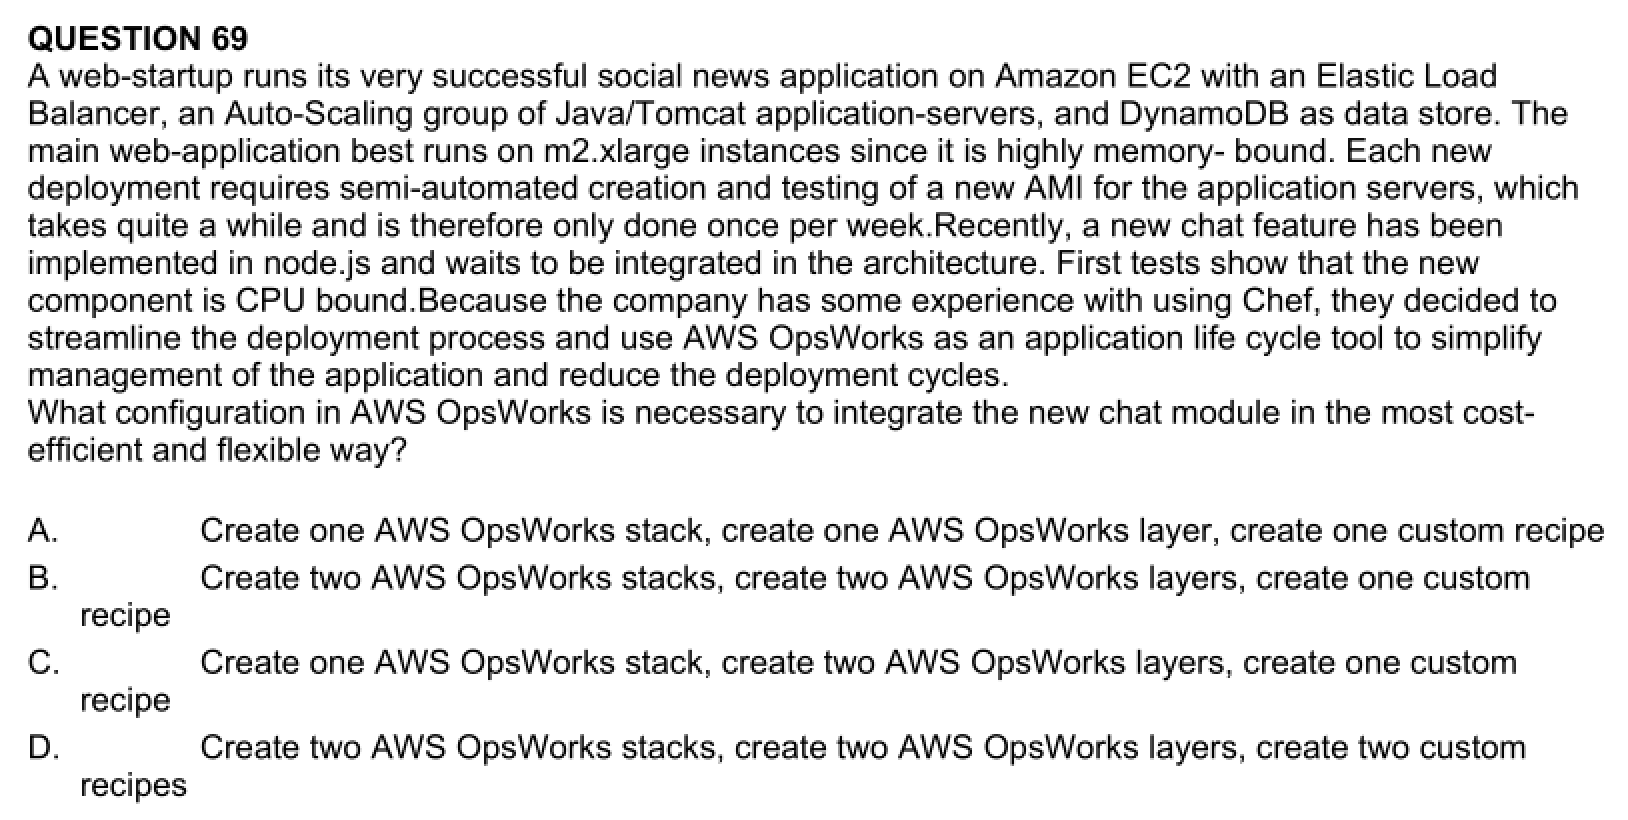 QUESTION 69
A web-startup runs its very successful social news application on Amazon EC2 with an Elastic Load
Balancer, an Auto-Scaling group of Java/Tomcat application-servers, and DynamoDB as data store. The
main web-application best runs on m2.xlarge instances since it is highly memory- bound. Each new
deployment requires semi-automated creation and testing of a new AMI for the application servers, which
takes quite a while and is therefore only done once per week.Recently, a new chat feature has been
implemented in node.js and waits to be integrated in the architecture. First tests show that the new
component is CPU bound.Because the company has some experience with using Chef, they decided to
streamline the deployment process and use AWS OpsWorks as an application life cycle tool to simplify
management of the application and reduce the deployment cycles.
What configuration in AWS OpsWorks is necessary to integrate the new chat module in the most cost-
efficient and flexible way?
A. Create one AWS OpsWorks stack, create one AWS OpsWorks layer, create one custom recipe
B. Create two AWS OpsWorks stacks, create two AWS OpsWorks layers, create one custom
recipe
C. Create one AWS OpsWorks stack, create two AWS OpsWorks layers, create one custom
recipe
D. Create two AWS OpsWorks stacks, create two AWS OpsWorks layers, create two custom
recipes